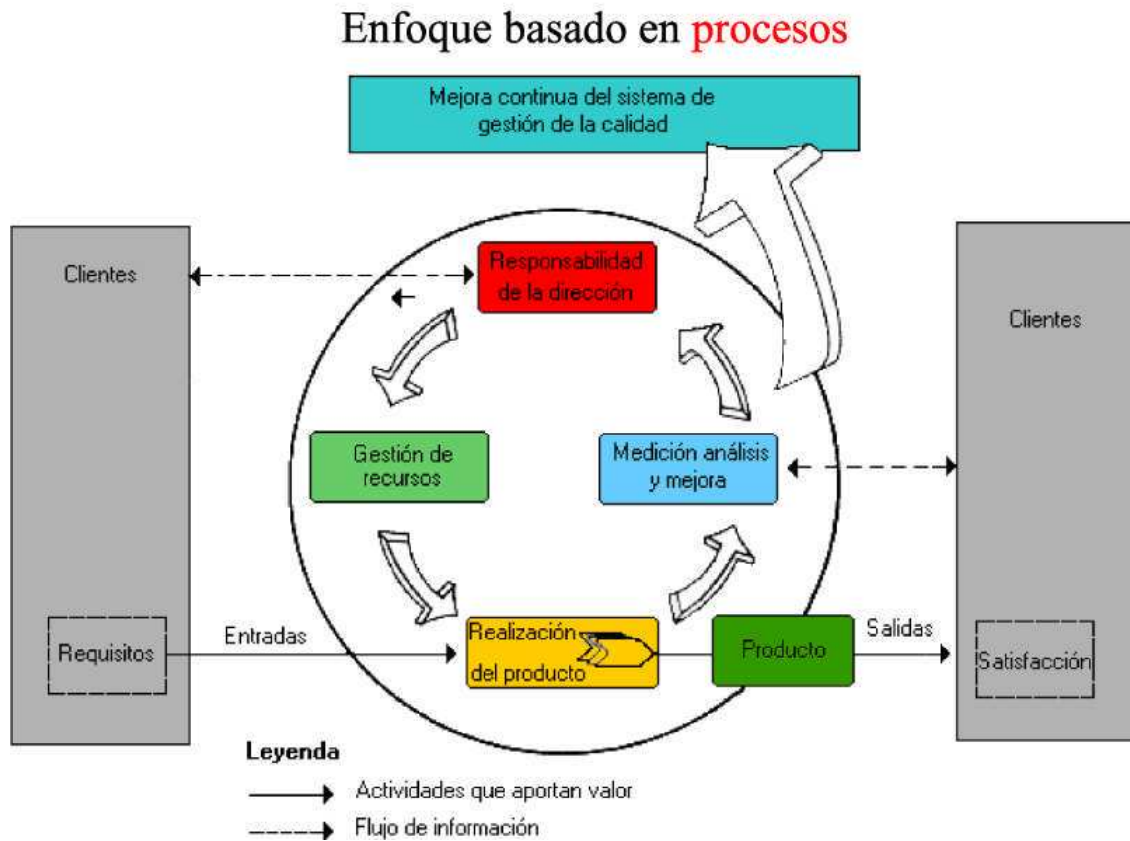 Enfoque basado en procesos
Mejora continua del sistema de
gestión de la calidad
Clientes
Responsabilidad
de la dirección
Clientes
Gestión de
recursos
Medición análisis
y mejora
Requisitos
Entradas
Realización
del producto
Producto
Salidas
Satisfacción
Leyenda
Actividades que aportan valor
Flujo de información